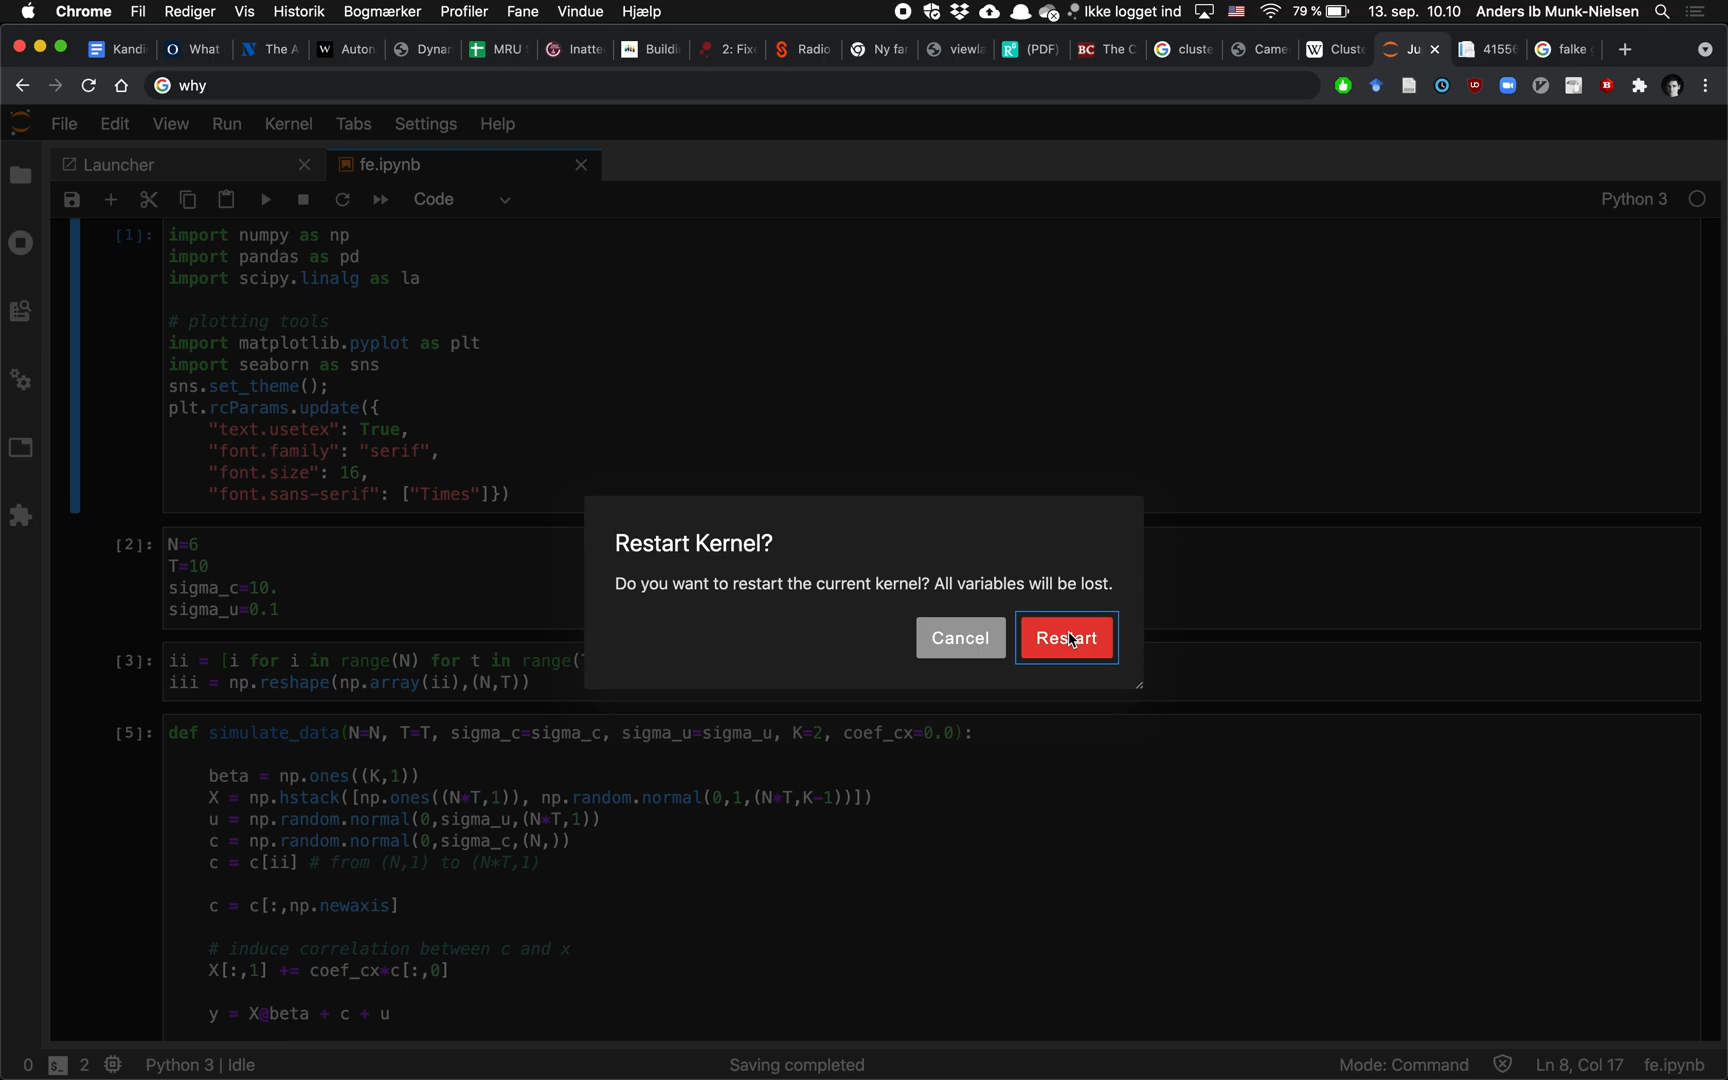 Chrome Fil Rediger Vis Historik Bogmærker Profiler Fane Vindue Hjælp Ikke logget ind 79 % 13. sep. 10.10 Anders Ib Munk-Nielsen
Kandi What The A Auton Dynar MRU Inatte Buildi 2: Fix Radio Ny far viewla (PDF) The C cluste Came Cluste Ju 4155 falke
why
File Edit View Run Kernel Tabs Settings Help
Launcher fe.ipynb
Code Python 3
[1]: import numpy as np
import pandas as pd
import scipy.linalg as la
# plotting tools
import matplotlib.pyplot as plt
import seaborn as sns
sns.set_theme();
plt.rcParams.update({
"text.usetex": True,
"font.family": "serif",
"font.size": 16,
"font.sans-serif": ["Times"]})
Restart Kernel?
Do you want to restart the current kernel? All variables will be lost.
Cancel Restart
[2]: N=6
T=10
sigma_c=10.
sigma_u=0.1
[3]: ii = [i for i in range(N) for t in range(
iii = np.reshape(np.array(ii),(N,T))
[5]: def simulate_data(N=N, T=T, sigma_c=sigma_c, sigma_u=sigma_u, K=2, coef_cx=0.0):
beta = np.ones((K,1))
X = np.hstack([np.ones((N*T,1)), np.random.normal(0,1,(N*T,K-1))])
u = np.random.normal(0,sigma_u,(N*T,1))
c = np.random.normal(0,sigma_c,(N,))
c = c[ii] # from (N,1) to (N*T,1)
c = c[:,np.newaxis]
# induce correlation between c and x
X[:,1] += coef_cx*c[:,0]
y = X@beta + c + u
0 2 Python 3 | Idle Saving completed Mode: Command Ln 8, Col 17 fe.ipynb